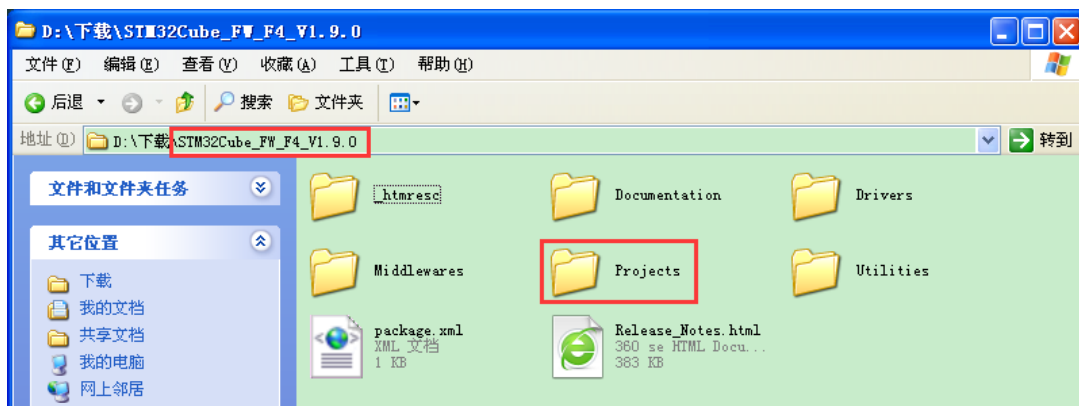 D:\下载\STM32Cube_FW_F4_V1.9.0
文件(F) 编辑(E) 查看(V) 收藏(A) 工具(T) 帮助(H)
后退 搜索 文件夹
地址(D) D:\下载\STM32Cube_FW_F4_V1.9.0 转到
文件和文件夹任务
其它位置
下载
我的文档
共享文档
我的电脑
网上邻居
_htmresc
Documentation
Drivers
Middlewares
Projects
Utilities
package.xml
XML 文档
1 KB
Release_Notes.html
360 se HTML Docu...
383 KB